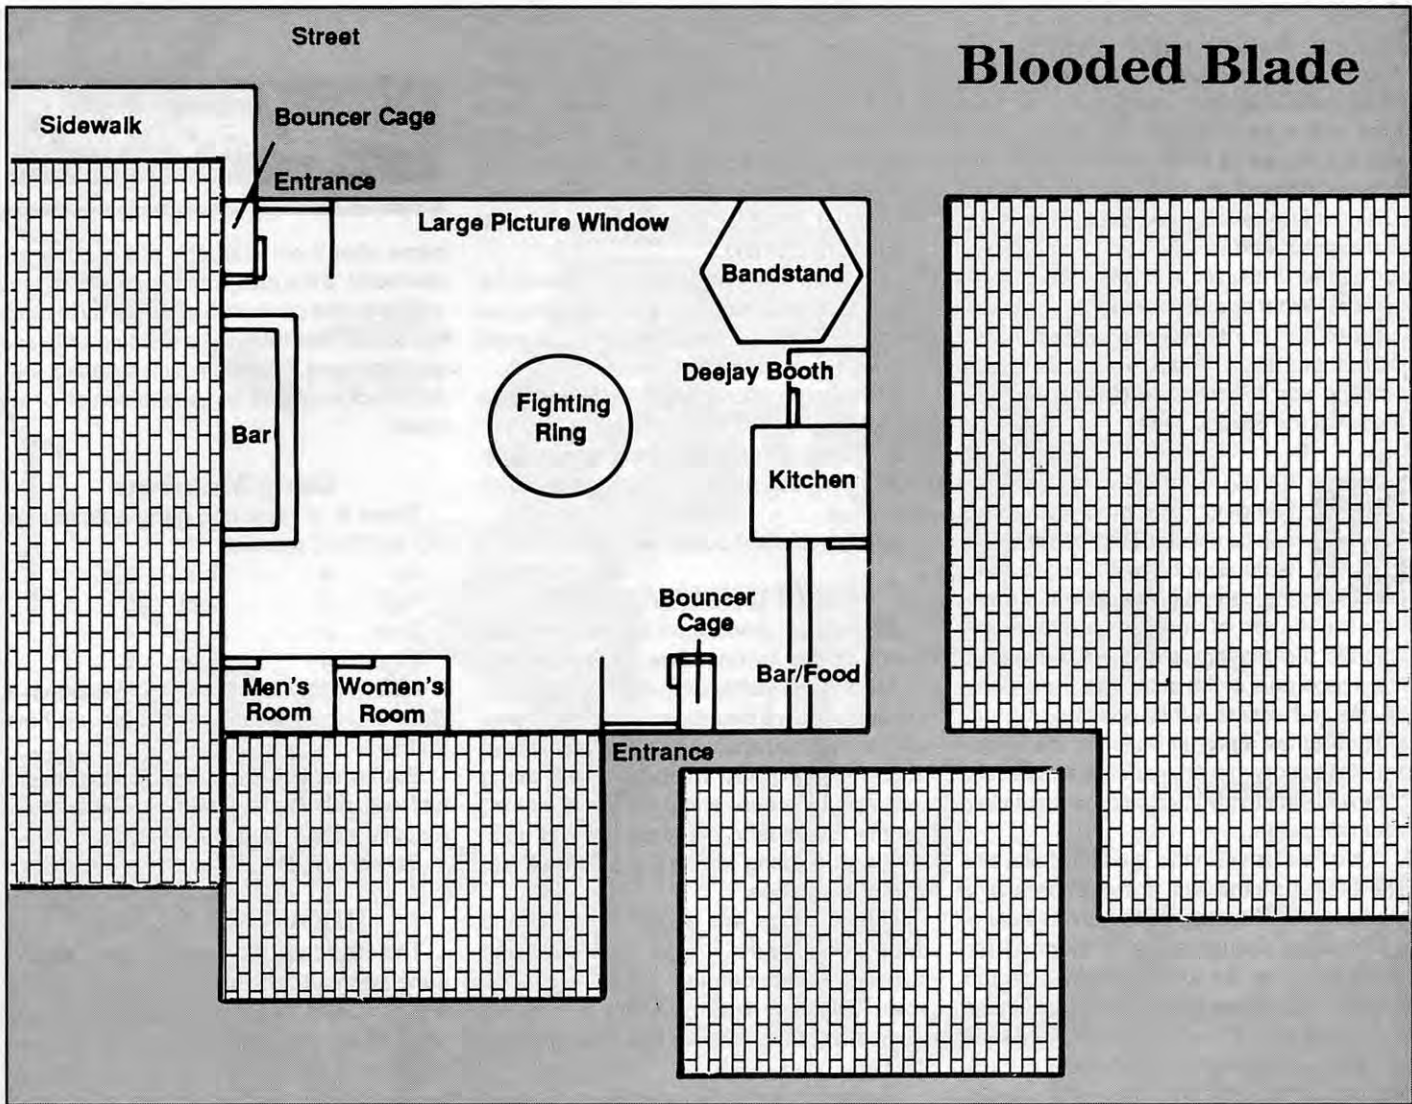 Street
Blooded Blade
Sidewalk
Bouncer Cage
Entrance
Large Picture Window
Bandstand
Deejay Booth
Fighting
Ring
Bar
Kitchen
Bouncer
Cage
Men's
Room
Women's
Room
Bar/Food
Entrance